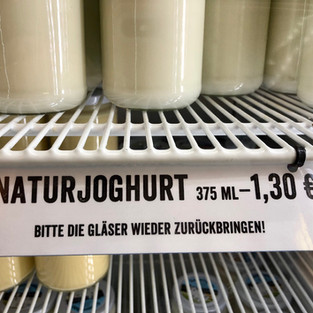 NATURJOGHURT 375 ML–1,30 €
BITTE DIE GLÄSER WIEDER ZURÜCKBRINGEN!